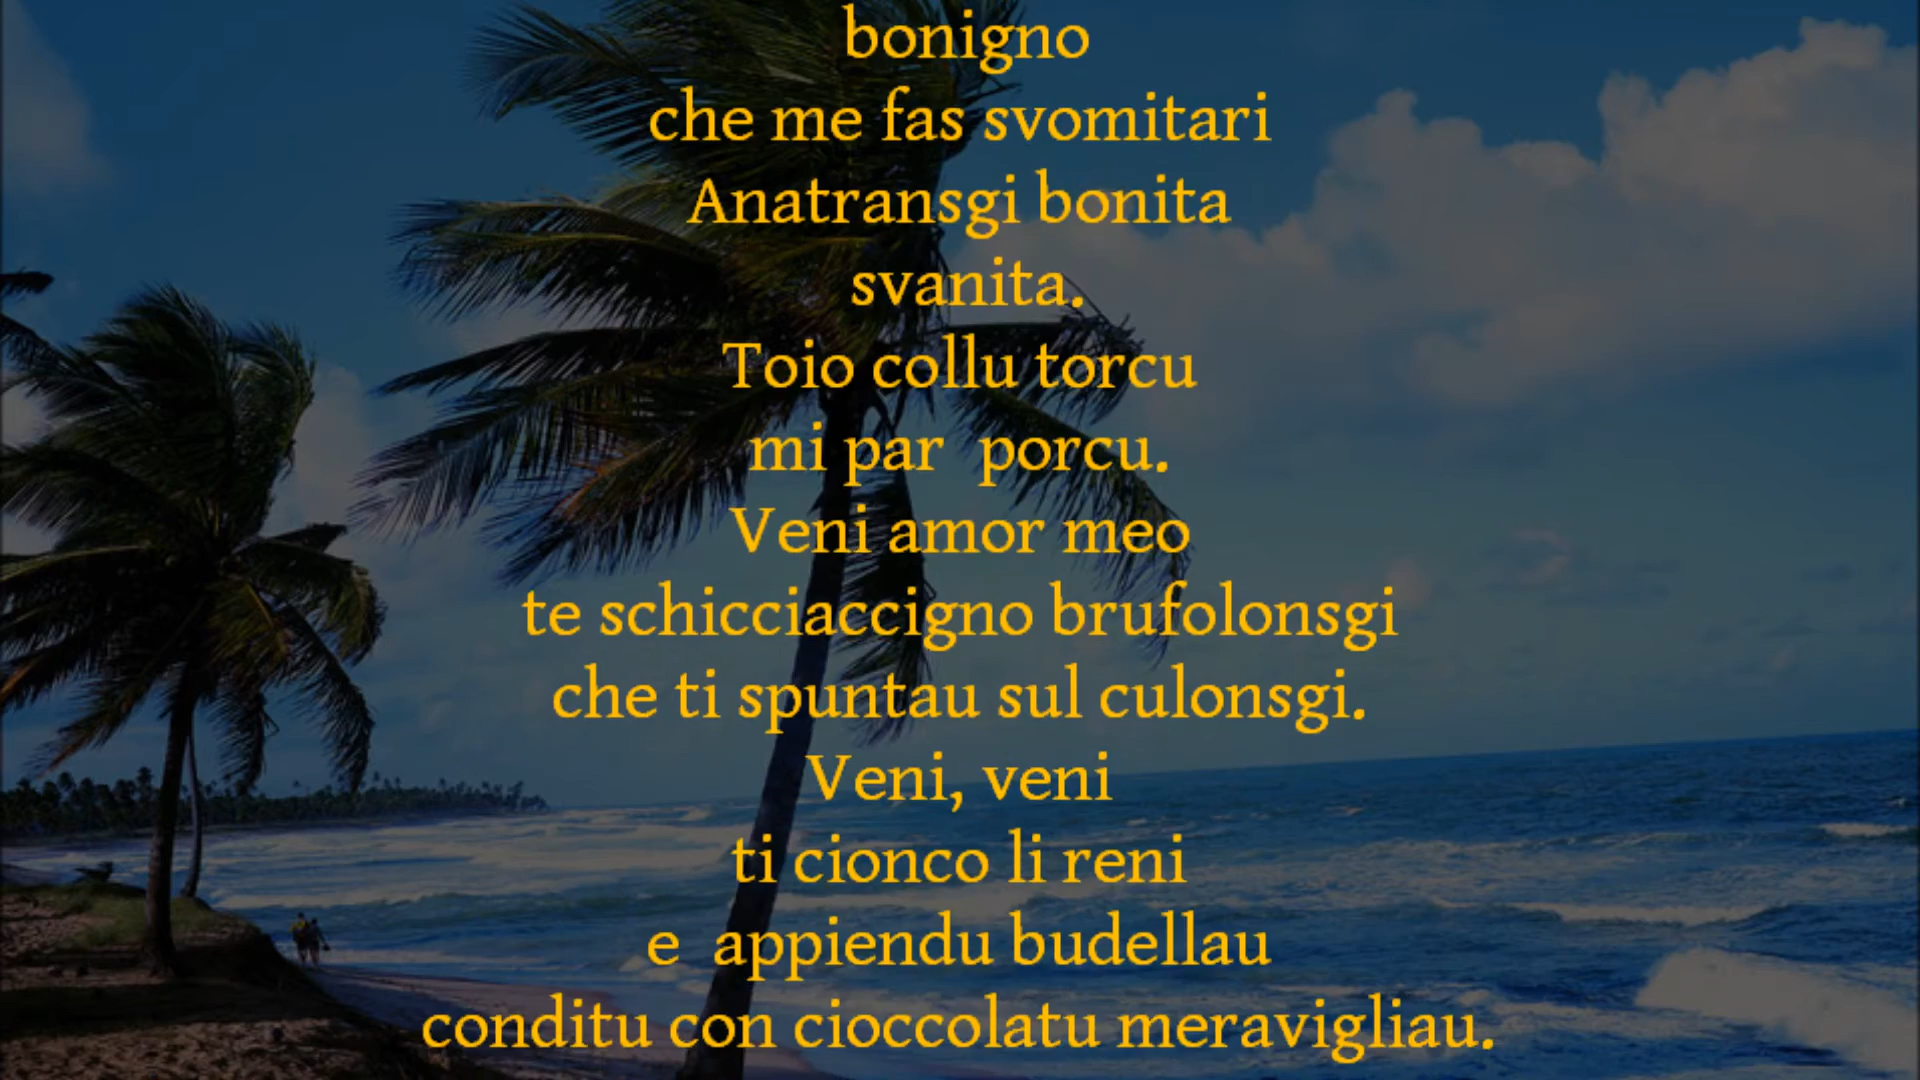 bonigno
che me fas svomitari
Anatransgi bonita
svanita.
Toio collu torcu
mi par  porcu.
Veni amor meo
te schicciaccigno brufolonsgi
che ti spuntau sul culonsgi.
Veni, veni
ti cionco li reni
e  appiendu budellau
conditu con cioccolatu meravigliau.